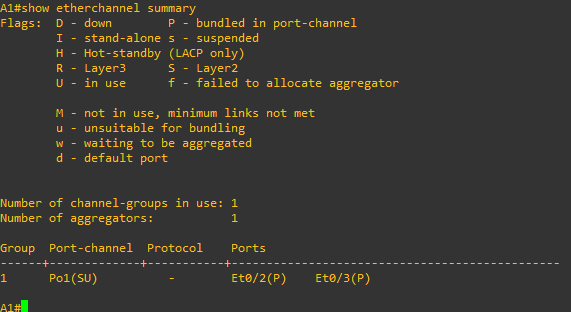 A1#show etherchannel summary
Flags:  D - down        P - bundled in port-channel
        I - stand-alone s - suspended
        H - Hot-standby (LACP only)
        R - Layer3      S - Layer2
        U - in use      f - failed to allocate aggregator

        M - not in use, minimum links not met
        u - unsuitable for bundling
        w - waiting to be aggregated
        d - default port


Number of channel-groups in use: 1
Number of aggregators:           1

Group  Port-channel  Protocol    Ports
------+-------------+-----------+-----------------------------------------------
1      Po1(SU)          -        Et0/2(P)    Et0/3(P)

A1#